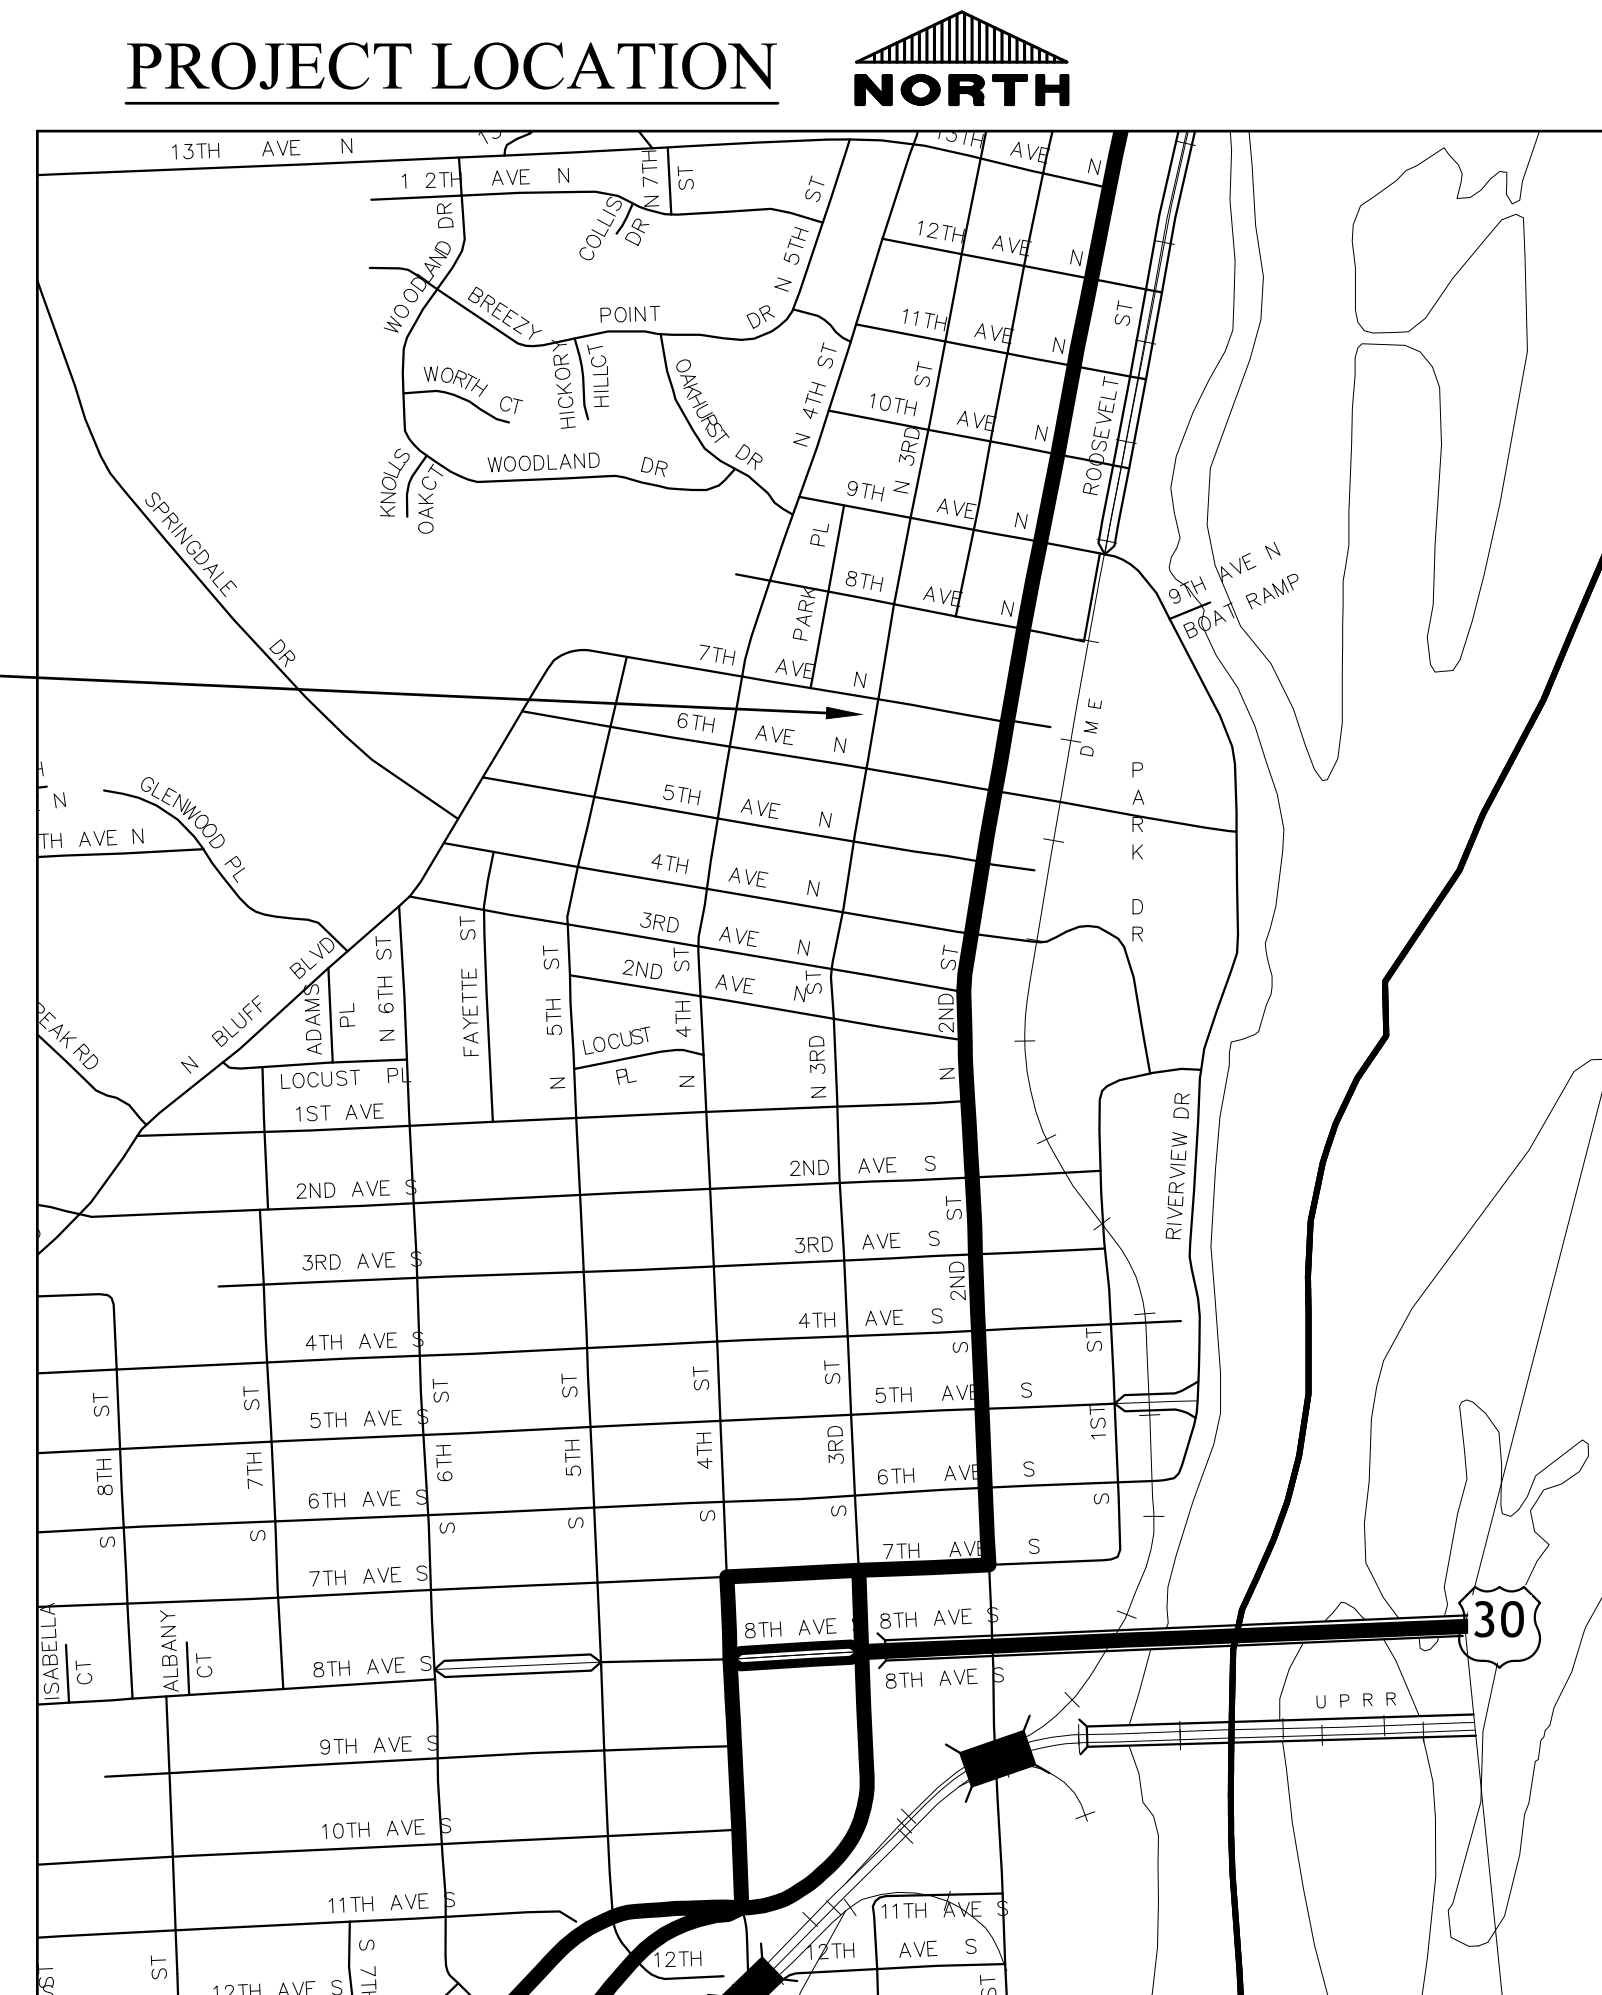 PROJECT LOCATION
NORTH
13TH AVE N
13TH AVE N
1 2TH AVE N
N 7TH ST
COLLIS DR
WOODLAND DR
N 5TH ST
12TH AVE N
BREEZY POINT DR
11TH AVE N
ROOSEVELT ST
WORTH CT
HICKORY HILLCT
OAKHURST DR
N 4TH ST
N 3RD ST
10TH AVE N
KNOLLS
OAKCT
WOODLAND DR
9TH AVE N
SPRINGDALE DR
PARK PL
8TH AVE N
9TH AVE N
BOAT RAMP
7TH AVE N
6TH AVE N
D M E
PARK DR
N
TH AVE N
GLENWOOD PL
5TH AVE N
4TH AVE N
3RD AVE N
2ND AVE N
N BLUFF BLVD
ADAMS PL
N 6TH ST
FAYETTE ST
N 5TH ST
N 4TH ST
N 3RD ST
N 2ND ST
PEAK RD
LOCUST PL
LOCUST PL
1ST AVE
RIVERVIEW DR
2ND AVE S
2ND AVE S
3RD AVE S
3RD AVE S
S 2ND ST
4TH AVE S
4TH AVE S
S 8TH ST
S 7TH ST
S 6TH ST
S 5TH ST
S 4TH ST
S 3RD ST
S 1ST ST
5TH AVE S
5TH AVE S
6TH AVE S
6TH AVE S
7TH AVE S
7TH AVE S
ISABELLA CT
ALBANY CT
8TH AVE S
8TH AVE S
8TH AVE S
8TH AVE S
30
U P R R
9TH AVE S
10TH AVE S
11TH AVE S
11TH AVE S
12TH
12TH AVE S
12TH AVE S
S 7TH
ST
ST
ST